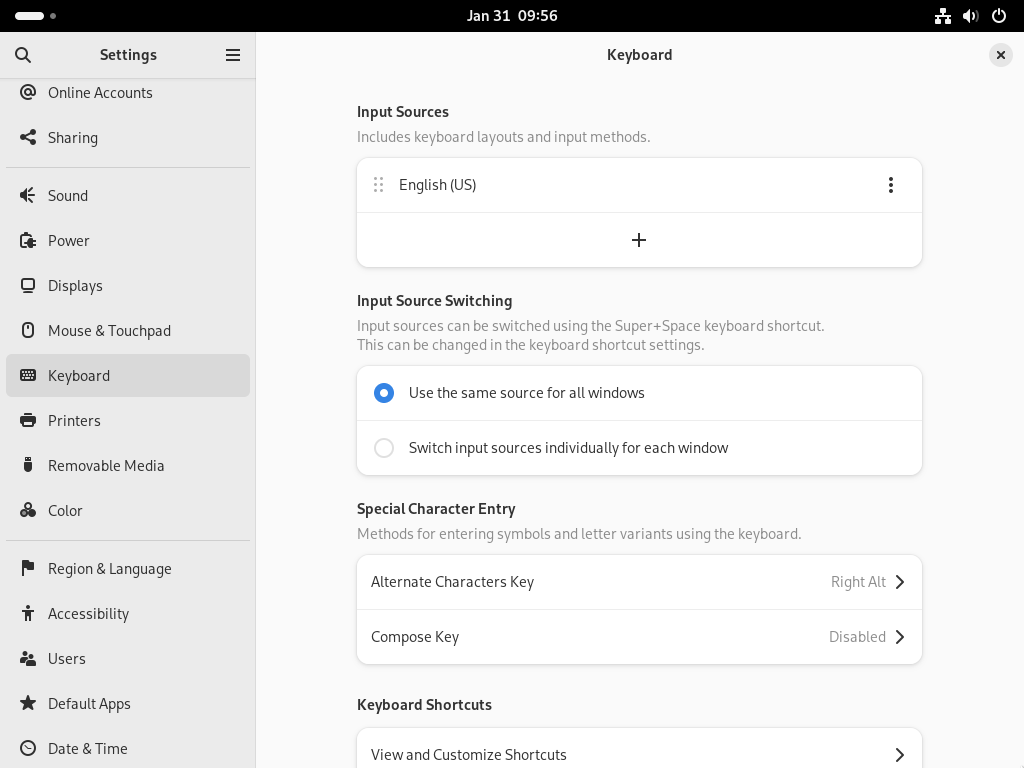 Jan 31 09:56
Settings
Keyboard
Online Accounts
Sharing
Sound
Power
Displays
Mouse & Touchpad
Keyboard
Printers
Removable Media
Color
Region & Language
Accessibility
Users
Default Apps
Date & Time
Input Sources
Includes keyboard layouts and input methods.
English (US)
Input Source Switching
Input sources can be switched using the Super+Space keyboard shortcut.
This can be changed in the keyboard shortcut settings.
Use the same source for all windows
Switch input sources individually for each window
Special Character Entry
Methods for entering symbols and letter variants using the keyboard.
Alternate Characters Key Right Alt
Compose Key Disabled
Keyboard Shortcuts
View and Customize Shortcuts